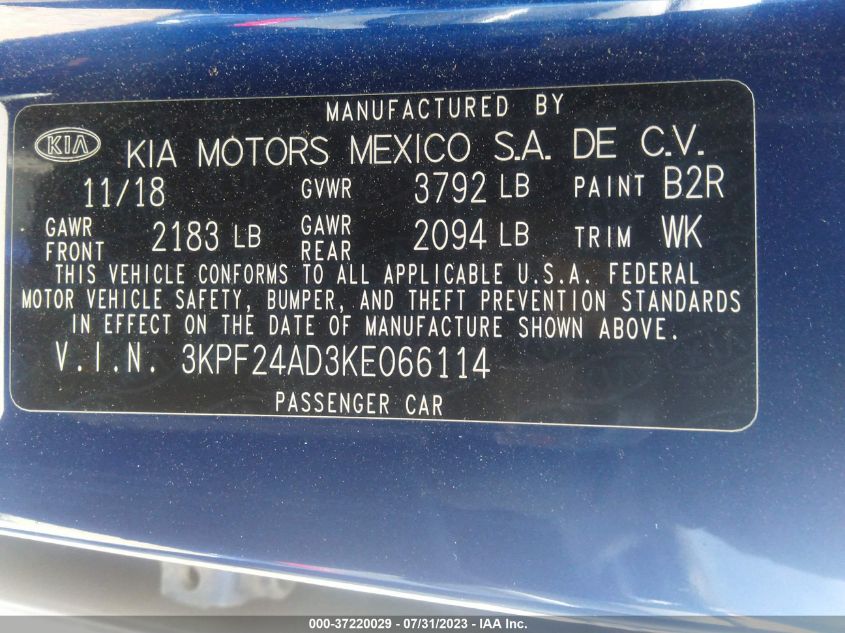 MANUFACTURED BY
KIA KIA MOTORS MEXICO S.A. DE C.V.
11/18 GVWR 3792 LB PAINT B2R
GAWR FRONT 2183 LB GAWR REAR 2094 LB TRIM WK
THIS VEHICLE CONFORMS TO ALL APPLICABLE U.S.A. FEDERAL
MOTOR VEHICLE SAFETY, BUMPER, AND THEFT PREVENTION STANDARDS
IN EFFECT ON THE DATE OF MANUFACTURE SHOWN ABOVE.
V.I.N. 3KPF24AD3KE066114
PASSENGER CAR
000-37220029 - 07/31/2023 - IAA Inc.